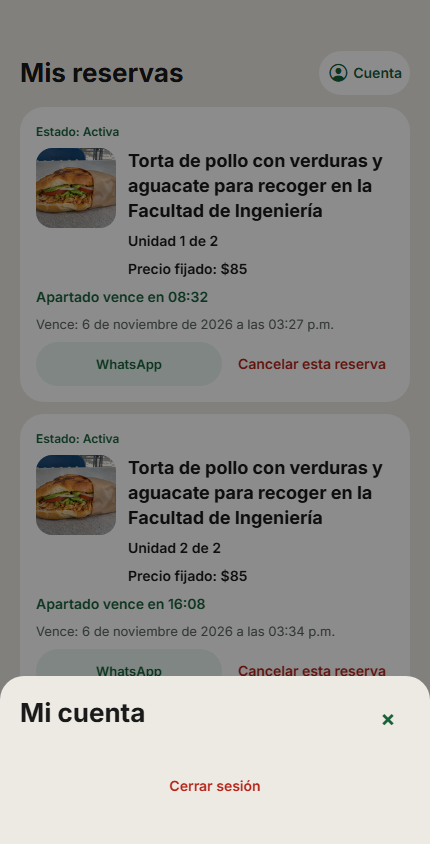 Mis reservas
Cuenta
Estado: Activa
Torta de pollo con verduras y
aguacate para recoger en la
Facultad de Ingeniería
Unidad 1 de 2
Precio fijado: $85
Apartado vence en 08:32
Vence: 6 de noviembre de 2026 a las 03:27 p.m.
WhatsApp
Cancelar esta reserva
Estado: Activa
Torta de pollo con verduras y
aguacate para recoger en la
Facultad de Ingeniería
Unidad 2 de 2
Precio fijado: $85
Apartado vence en 16:08
Vence: 6 de noviembre de 2026 a las 03:34 p.m.
WhatsApp
Cancelar esta reserva
Mi cuenta
×
Cerrar sesión